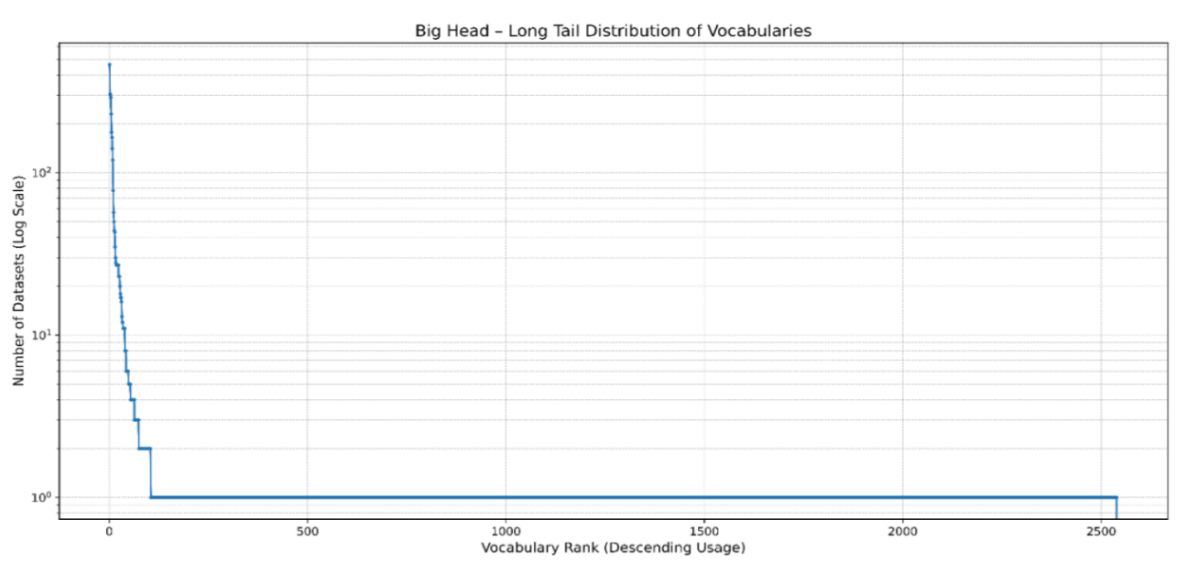 Big Head – Long Tail Distribution of Vocabularies
Number of Datasets (Log Scale)
10²
10¹
10⁰
0 500 1000 1500 2000 2500
Vocabulary Rank (Descending Usage)